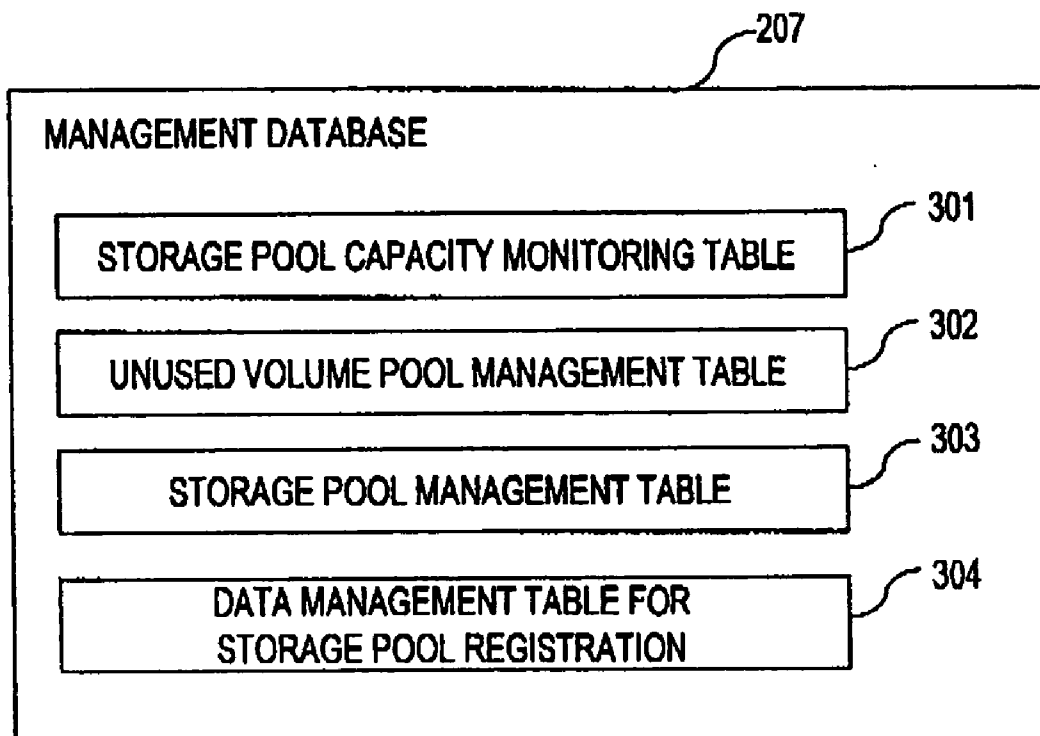 207
MANAGEMENT DATABASE
301
STORAGE POOL CAPACITY MONITORING TABLE
302
UNUSED VOLUME POOL MANAGEMENT TABLE
303
STORAGE POOL MANAGEMENT TABLE
304
DATA MANAGEMENT TABLE FOR
STORAGE POOL REGISTRATION